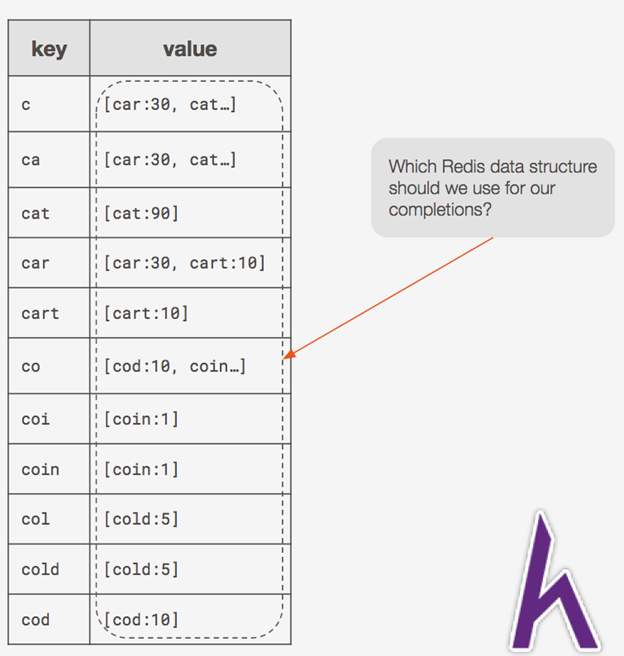 key value
c [car:30, cat…]
ca [car:30, cat…]
cat [cat:90]
car [car:30, cart:10]
cart [cart:10]
co [cod:10, coin…]
coi [coin:1]
coin [coin:1]
col [cold:5]
cold [cold:5]
cod [cod:10]
Which Redis data structure
should we use for our
completions?
h